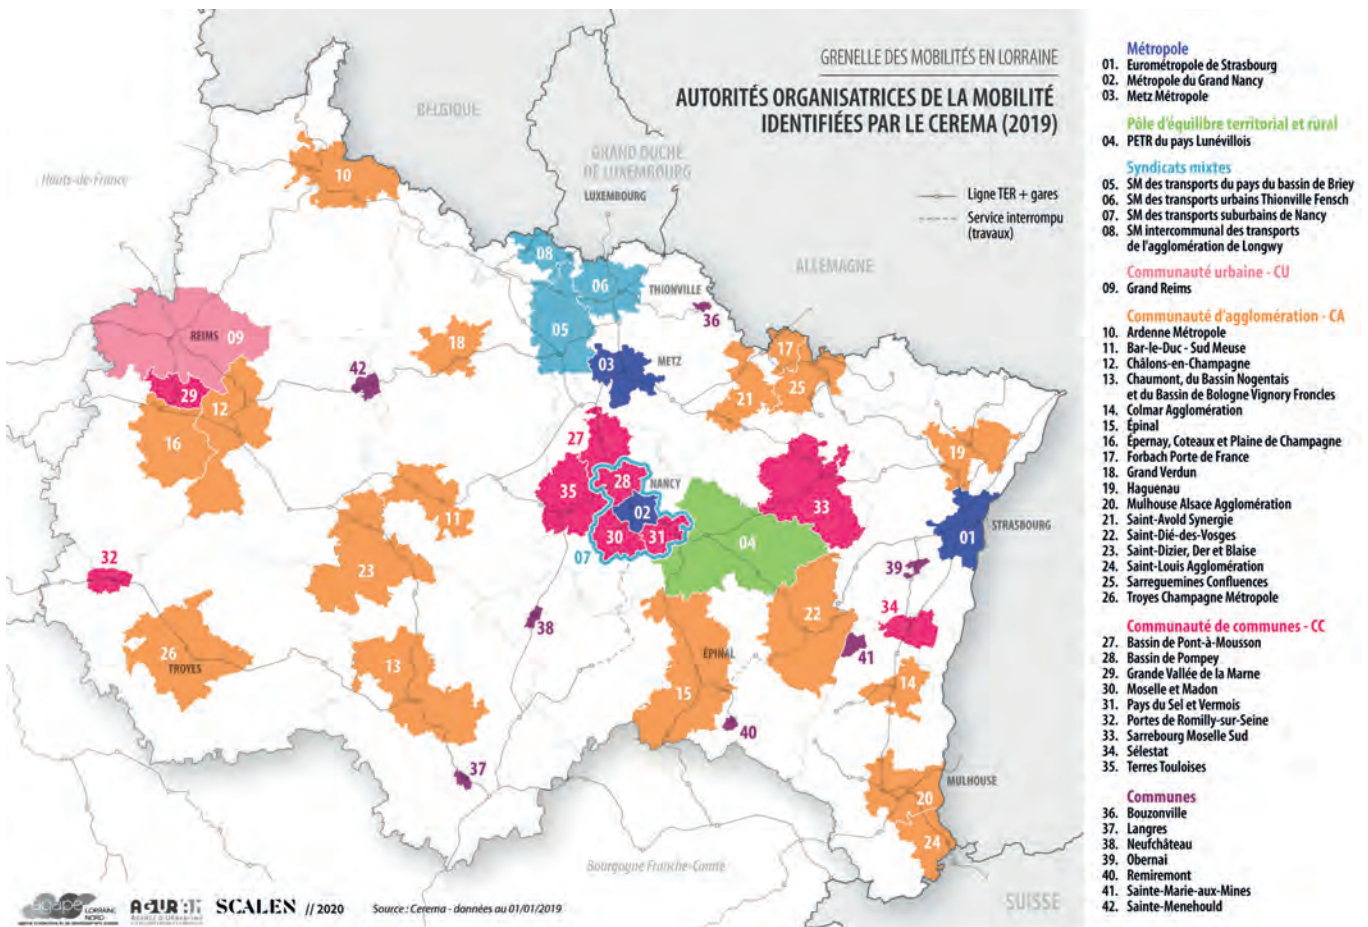 GRENELLE DES MOBILITÉS EN LORRAINE
AUTORITÉS ORGANISATRICES DE LA MOBILITÉ
IDENTIFIÉES PAR LE CEREMA (2019)
Ligne TER + gares
Service interrompu
(travaux)
BELGIQUE
GRAND DUCHÉ
DE LUXEMBOURG
LUXEMBOURG
ALLEMAGNE
Hauts-de-France
10
08
06
THIONVILLE
05
36
REIMS
09
18
03
METZ
17
42
29
12
21
25
16
27
19
28
NANCY
35
33
11
02
01
STRASBOURG
30
31
04
07
32
23
39
38
22
34
41
26
TROYES
13
ÉPINAL
15
14
40
37
MULHOUSE
20
24
Bourgogne Franche-Comté
SUISSE
agape
LORRAINE
NORD
AGUR
SCALEN // 2020
Source : Cerema - données au 01/01/2019
Métropole
01. Eurométropole de Strasbourg
02. Métropole du Grand Nancy
03. Metz Métropole
Pôle d'équilibre territorial et rural
04. PETR du pays Lunévillois
Syndicats mixtes
05. SM des transports du pays du bassin de Briey
06. SM des transports urbains Thionville Fensch
07. SM des transports suburbains de Nancy
08. SM intercommunal des transports
de l'agglomération de Longwy
Communauté urbaine - CU
09. Grand Reims
Communauté d'agglomération - CA
10. Ardenne Métropole
11. Bar-le-Duc - Sud Meuse
12. Châlons-en-Champagne
13. Chaumont, du Bassin Nogentais
et du Bassin de Bologne Vignory Froncles
14. Colmar Agglomération
15. Épinal
16. Épernay, Coteaux et Plaine de Champagne
17. Forbach Porte de France
18. Grand Verdun
19. Haguenau
20. Mulhouse Alsace Agglomération
21. Saint-Avold Synergie
22. Saint-Dié-des-Vosges
23. Saint-Dizier, Der et Blaise
24. Saint-Louis Agglomération
25. Sarreguemines Confluences
26. Troyes Champagne Métropole
Communauté de communes - CC
27. Bassin de Pont-à-Mousson
28. Bassin de Pompey
29. Grande Vallée de la Marne
30. Moselle et Madon
31. Pays du Sel et Vermois
32. Portes de Romilly-sur-Seine
33. Sarrebourg Moselle Sud
34. Sélestat
35. Terres Touloises
Communes
36. Bouzonville
37. Langres
38. Neufchâteau
39. Obernai
40. Remiremont
41. Sainte-Marie-aux-Mines
42. Sainte-Menehould